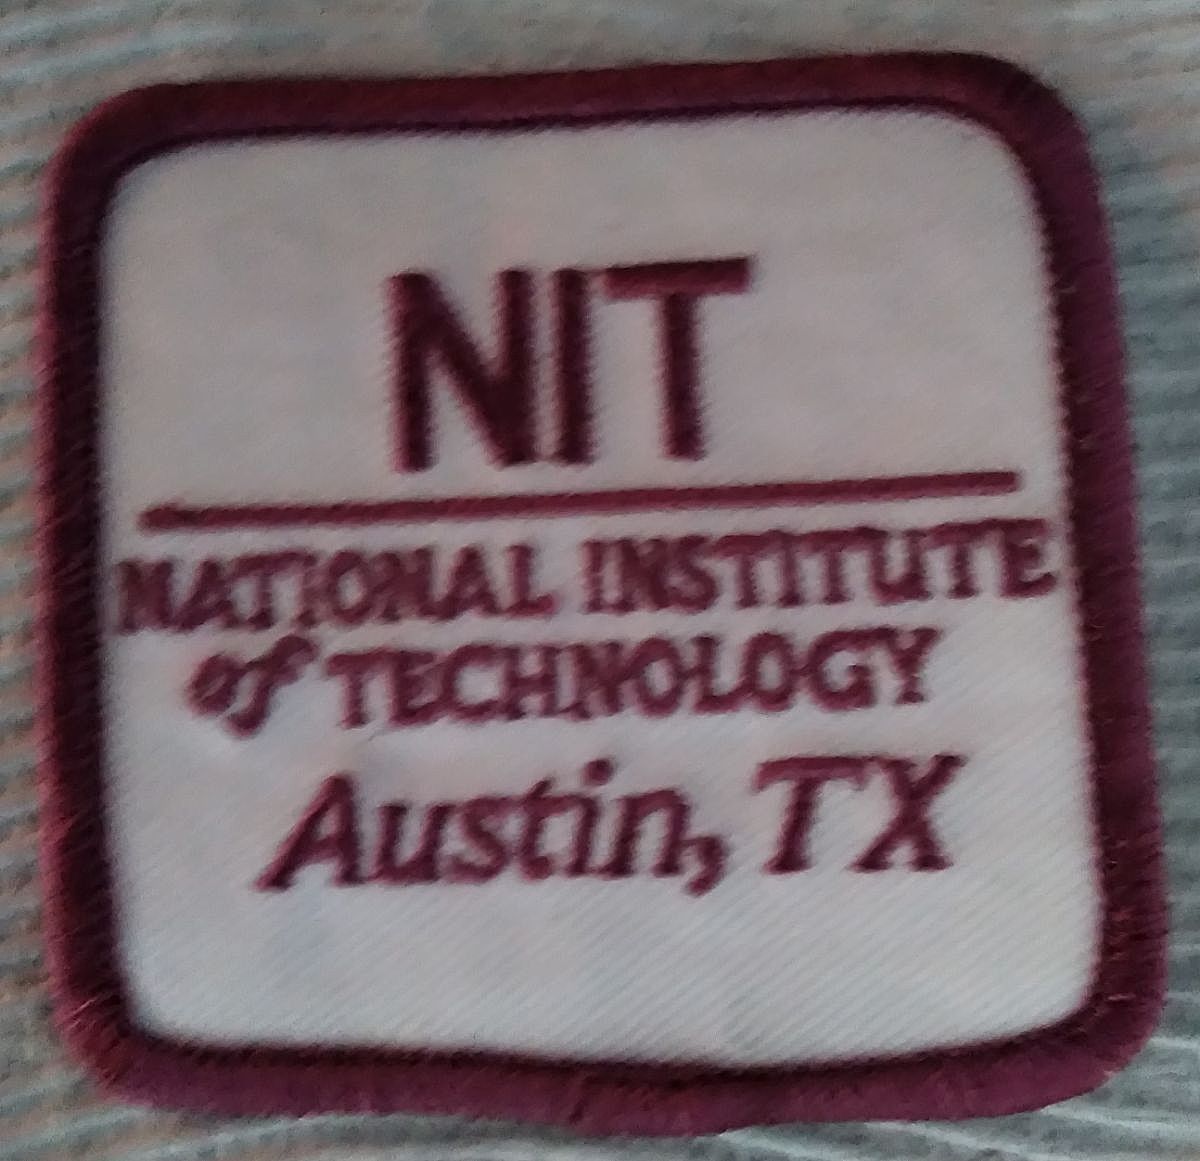 NIT
NATIONAL INSTITUTE
of TECHNOLOGY
Austin, TX